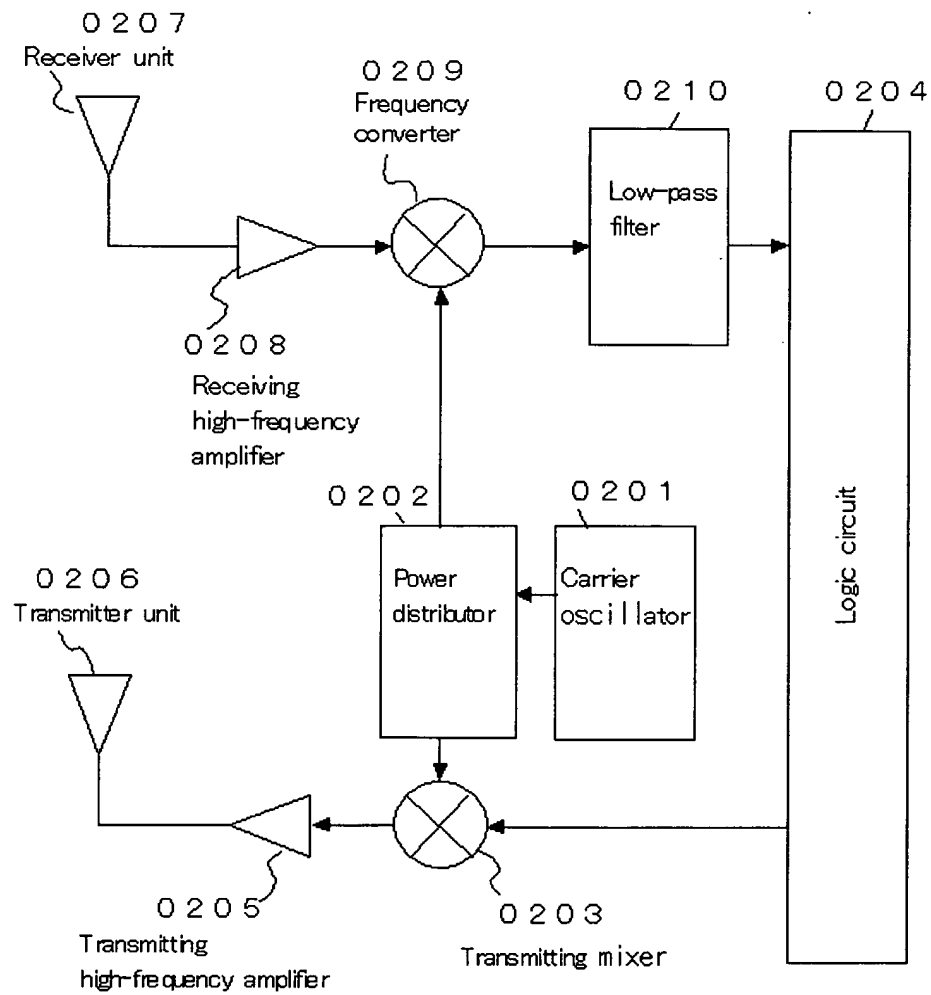 0207
Receiver unit
0209
Frequency
converter
0210
0204
Low-pass
filter
0208
Receiving
high-frequency
amplifier
0202
0201
Power
distributor
Carrier
oscillator
Logic circuit
0206
Transmitter unit
0205
Transmitting
high-frequency amplifier
0203
Transmitting mixer